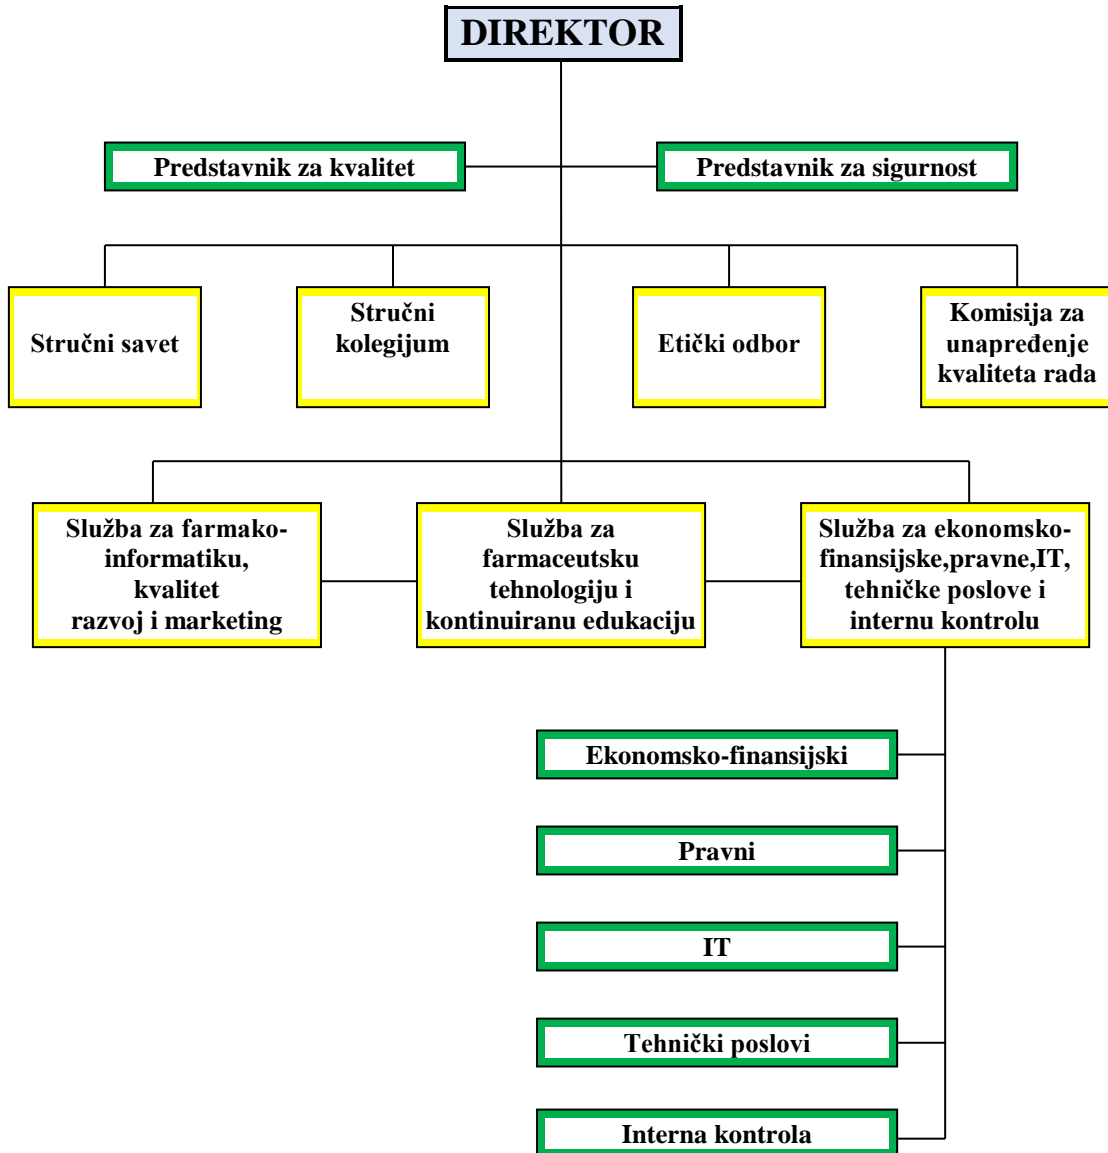 DIREKTOR
Predstavnik za kvalitet
Predstavnik za sigurnost
Stručni savet
Stručni
kolegijum
Etički odbor
Komisija za
unapređenje
kvaliteta rada
Služba za farmako-
informatiku,
kvalitet
razvoj i marketing
Služba za
farmaceutsku
tehnologiju i
kontinuiranu edukaciju
Služba za ekonomsko-
finansijske,pravne,IT,
tehničke poslove i
internu kontrolu
Ekonomsko-finansijski
Pravni
IT
Tehnički poslovi
Interna kontrola